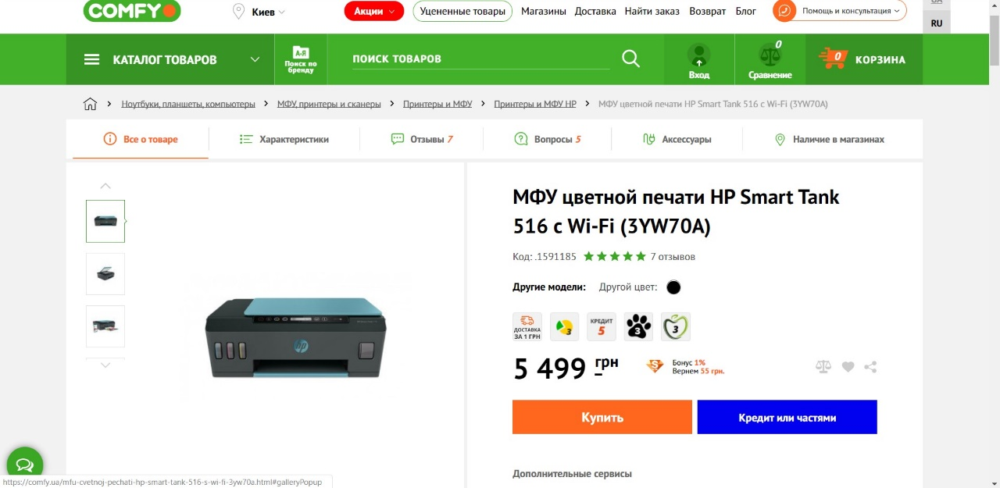 COMFY
Киев
Акции
Уцененные товары
Магазины
Доставка
Найти заказ
Возврат
Блог
Помощь и консультация
UA
RU
КАТАЛОГ ТОВАРОВ
А-Я
Поиск по
бренду
ПОИСК ТОВАРОВ
Вход
0
Сравнение
0
КОРЗИНА
Ноутбуки, планшеты, компьютеры
МФУ, принтеры и сканеры
Принтеры и МФУ
Принтеры и МФУ HP
МФУ цветной печати HP Smart Tank 516 c Wi-Fi (3YW70A)
Все о товаре
Характеристики
Отзывы 7
Вопросы 5
Аксессуары
Наличие в магазинах
МФУ цветной печати HP Smart Tank
516 c Wi-Fi (3YW70A)
Код: .1591185
7 отзывов
Другие модели:
Другой цвет:
ДОСТАВКА
ЗА 1 ГРН
3
КРЕДИТ
5
3
3
hp
5 499 грн
Бонус 1%
Вернем 55 грн.
Купить
Кредит или частями
Дополнительные сервисы
https://comfy.ua/mfu-cvetnoj-pechati-hp-smart-tank-516-s-wi-fi-3yw70a.html#galleryPopup